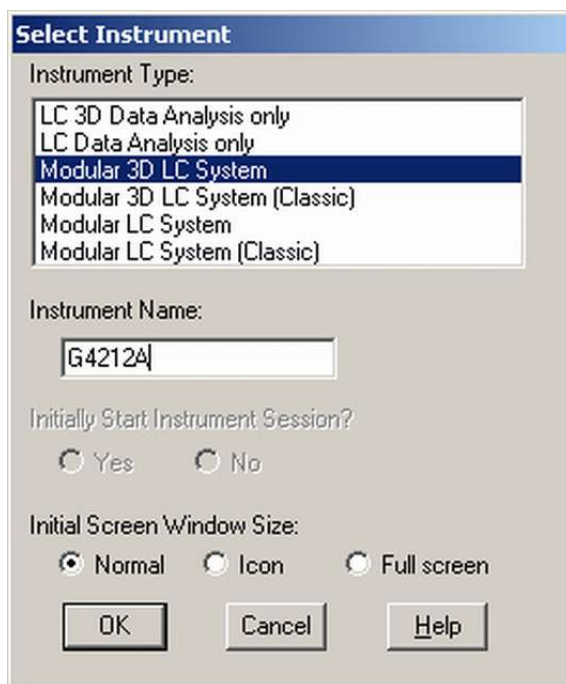 Select Instrument
Instrument Type:
LC 3D Data Analysis only
LC Data Analysis only
Modular 3D LC System
Modular 3D LC System (Classic)
Modular LC System
Modular LC System (Classic)
Instrument Name:
G4212A
Initially Start Instrument Session?
Yes No
Initial Screen Window Size:
Normal Icon Full screen
OK Cancel Help